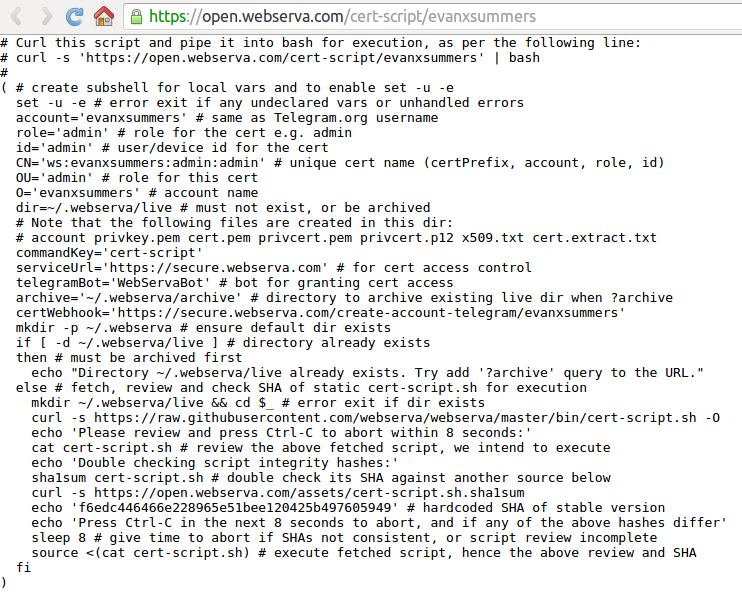 https://open.webserva.com/cert-script/evanxsummers
# Curl this script and pipe it into bash for execution, as per the following line:
# curl -s 'https://open.webserva.com/cert-script/evanxsummers' | bash
#
( # create subshell for local vars and to enable set -u -e
  set -u -e # error exit if any undeclared vars or unhandled errors
  account='evanxsummers' # same as Telegram.org username
  role='admin' # role for the cert e.g. admin
  id='admin' # user/device id for the cert
  CN='ws:evanxsummers:admin:admin' # unique cert name (certPrefix, account, role, id)
  OU='admin' # role for this cert
  O='evanxsummers' # account name
  dir=~/.webserva/live # must not exist, or be archived
  # Note that the following files are created in this dir:
  # account privkey.pem cert.pem privcert.pem privcert.p12 x509.txt cert.extract.txt
  commandKey='cert-script'
  serviceUrl='https://secure.webserva.com' # for cert access control
  telegramBot='WebServaBot' # bot for granting cert access
  archive='~/.webserva/archive' # directory to archive existing live dir when ?archive
  certWebhook='https://secure.webserva.com/create-account-telegram/evanxsummers'
  mkdir -p ~/.webserva # ensure default dir exists
  if [ -d ~/.webserva/live ] # directory already exists
  then # must be archived first
    echo "Directory ~/.webserva/live already exists. Try add '?archive' query to the URL."
  else # fetch, review and check SHA of static cert-script.sh for execution
    mkdir ~/.webserva/live && cd $_ # error exit if dir exists
    curl -s https://raw.githubusercontent.com/webserva/webserva/master/bin/cert-script.sh -O
    echo 'Please review and press Ctrl-C to abort within 8 seconds:'
    cat cert-script.sh # review the above fetched script, we intend to execute
    echo 'Double checking script integrity hashes:'
    sha1sum cert-script.sh # double check its SHA against another source below
    curl -s https://open.webserva.com/assets/cert-script.sh.sha1sum
    echo 'f6edc446466e228965e51bee120425b497605949' # hardcoded SHA of stable version
    echo 'Press Ctrl-C in the next 8 seconds to abort, and if any of the above hashes differ'
    sleep 8 # give time to abort if SHAs not consistent, or script review incomplete
    source <(cat cert-script.sh) # execute fetched script, hence the above review and SHA
  fi
)